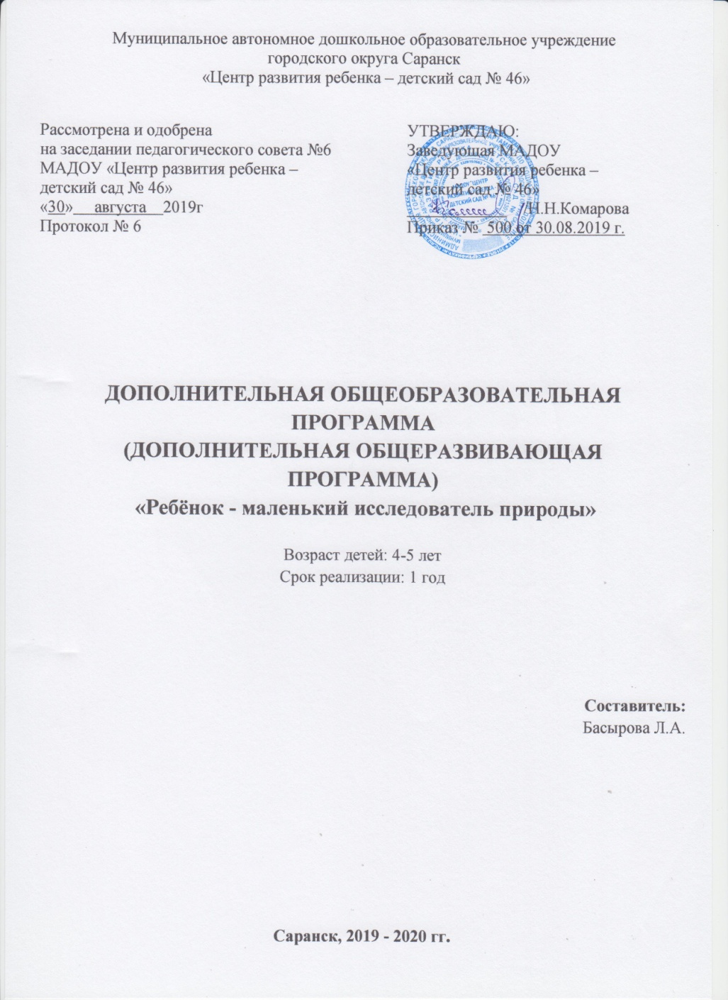 Муниципальное автономное дошкольное образовательное учреждение
городского округа Саранск
«Центр развития ребенка – детский сад № 46»
Рассмотрена и одобрена
на заседании педагогического совета №6
МАДОУ «Центр развития ребенка –
детский сад № 46»
«30»___августа__2019г
Протокол № 6
УТВЕРЖДАЮ:
Заведующая МАДОУ
«Центр развития ребенка –
детский сад № 46»
/Н.Н.Комарова
Приказ № 500 от 30.08.2019 г.
ДОПОЛНИТЕЛЬНАЯ ОБЩЕОБРАЗОВАТЕЛЬНАЯ
ПРОГРАММА
(ДОПОЛНИТЕЛЬНАЯ ОБЩЕРАЗВИВАЮЩАЯ
ПРОГРАММА)
«Ребёнок - маленький исследователь природы»
Возраст детей: 4-5 лет
Срок реализации: 1 год
Составитель:
Басырова Л.А.
Саранск, 2019 - 2020 гг.